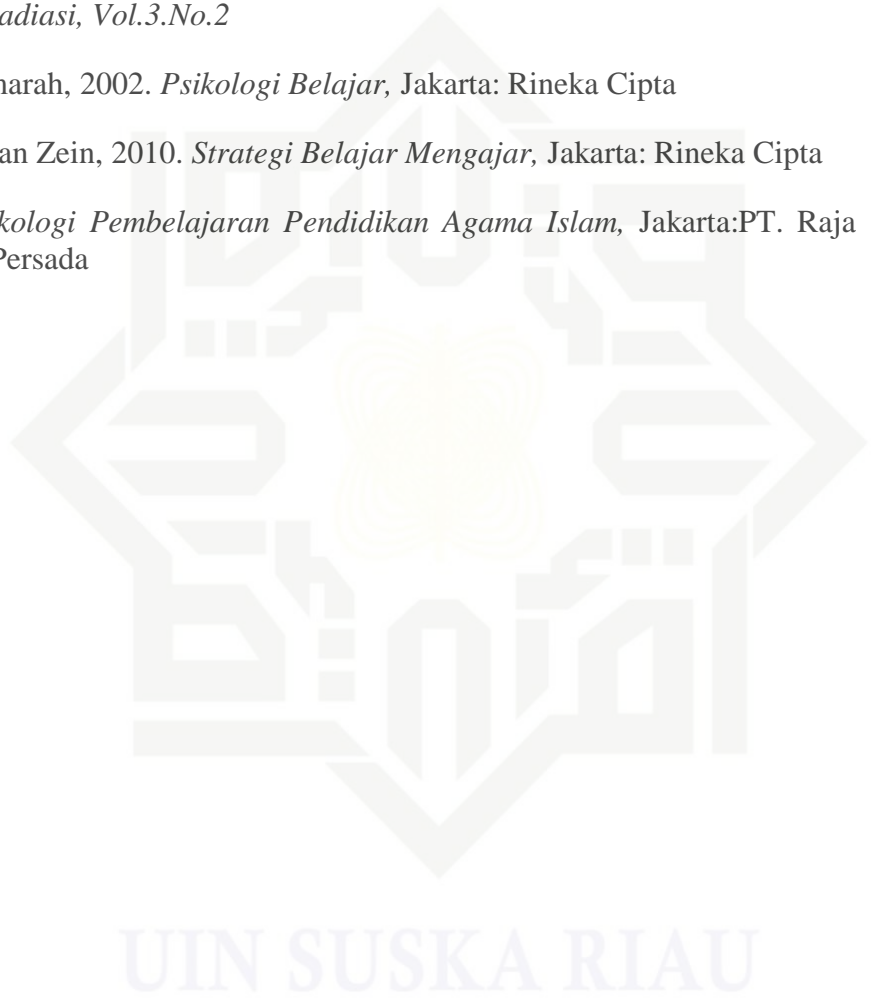 adiasi, Vol.3.No.2
narah, 2002. Psikologi Belajar, Jakarta: Rineka Cipta
an Zein, 2010. Strategi Belajar Mengajar, Jakarta: Rineka Cipta
kologi Pembelajaran Pendidikan Agama Islam, Jakarta:PT. Raja
Persada
UIN SUSKA RIAU